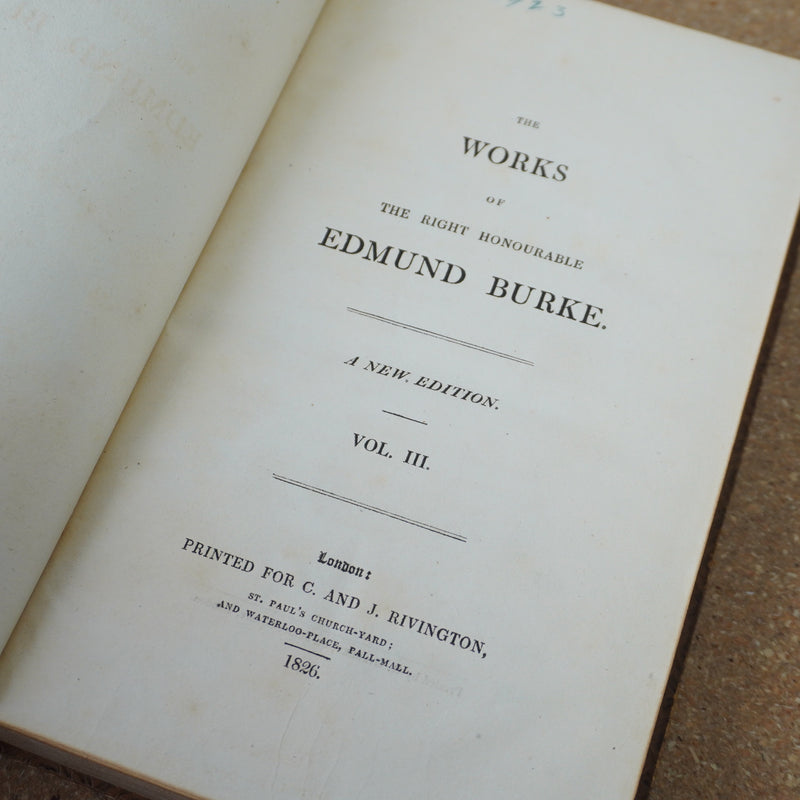 923
THE
WORKS
OF
THE RIGHT HONOURABLE
EDMUND BURKE.
A NEW EDITION.
VOL. III.
London:
PRINTED FOR C. AND J. RIVINGTON,
ST. PAUL'S CHURCH-YARD;
AND WATERLOO-PLACE, PALL-MALL.
1826.